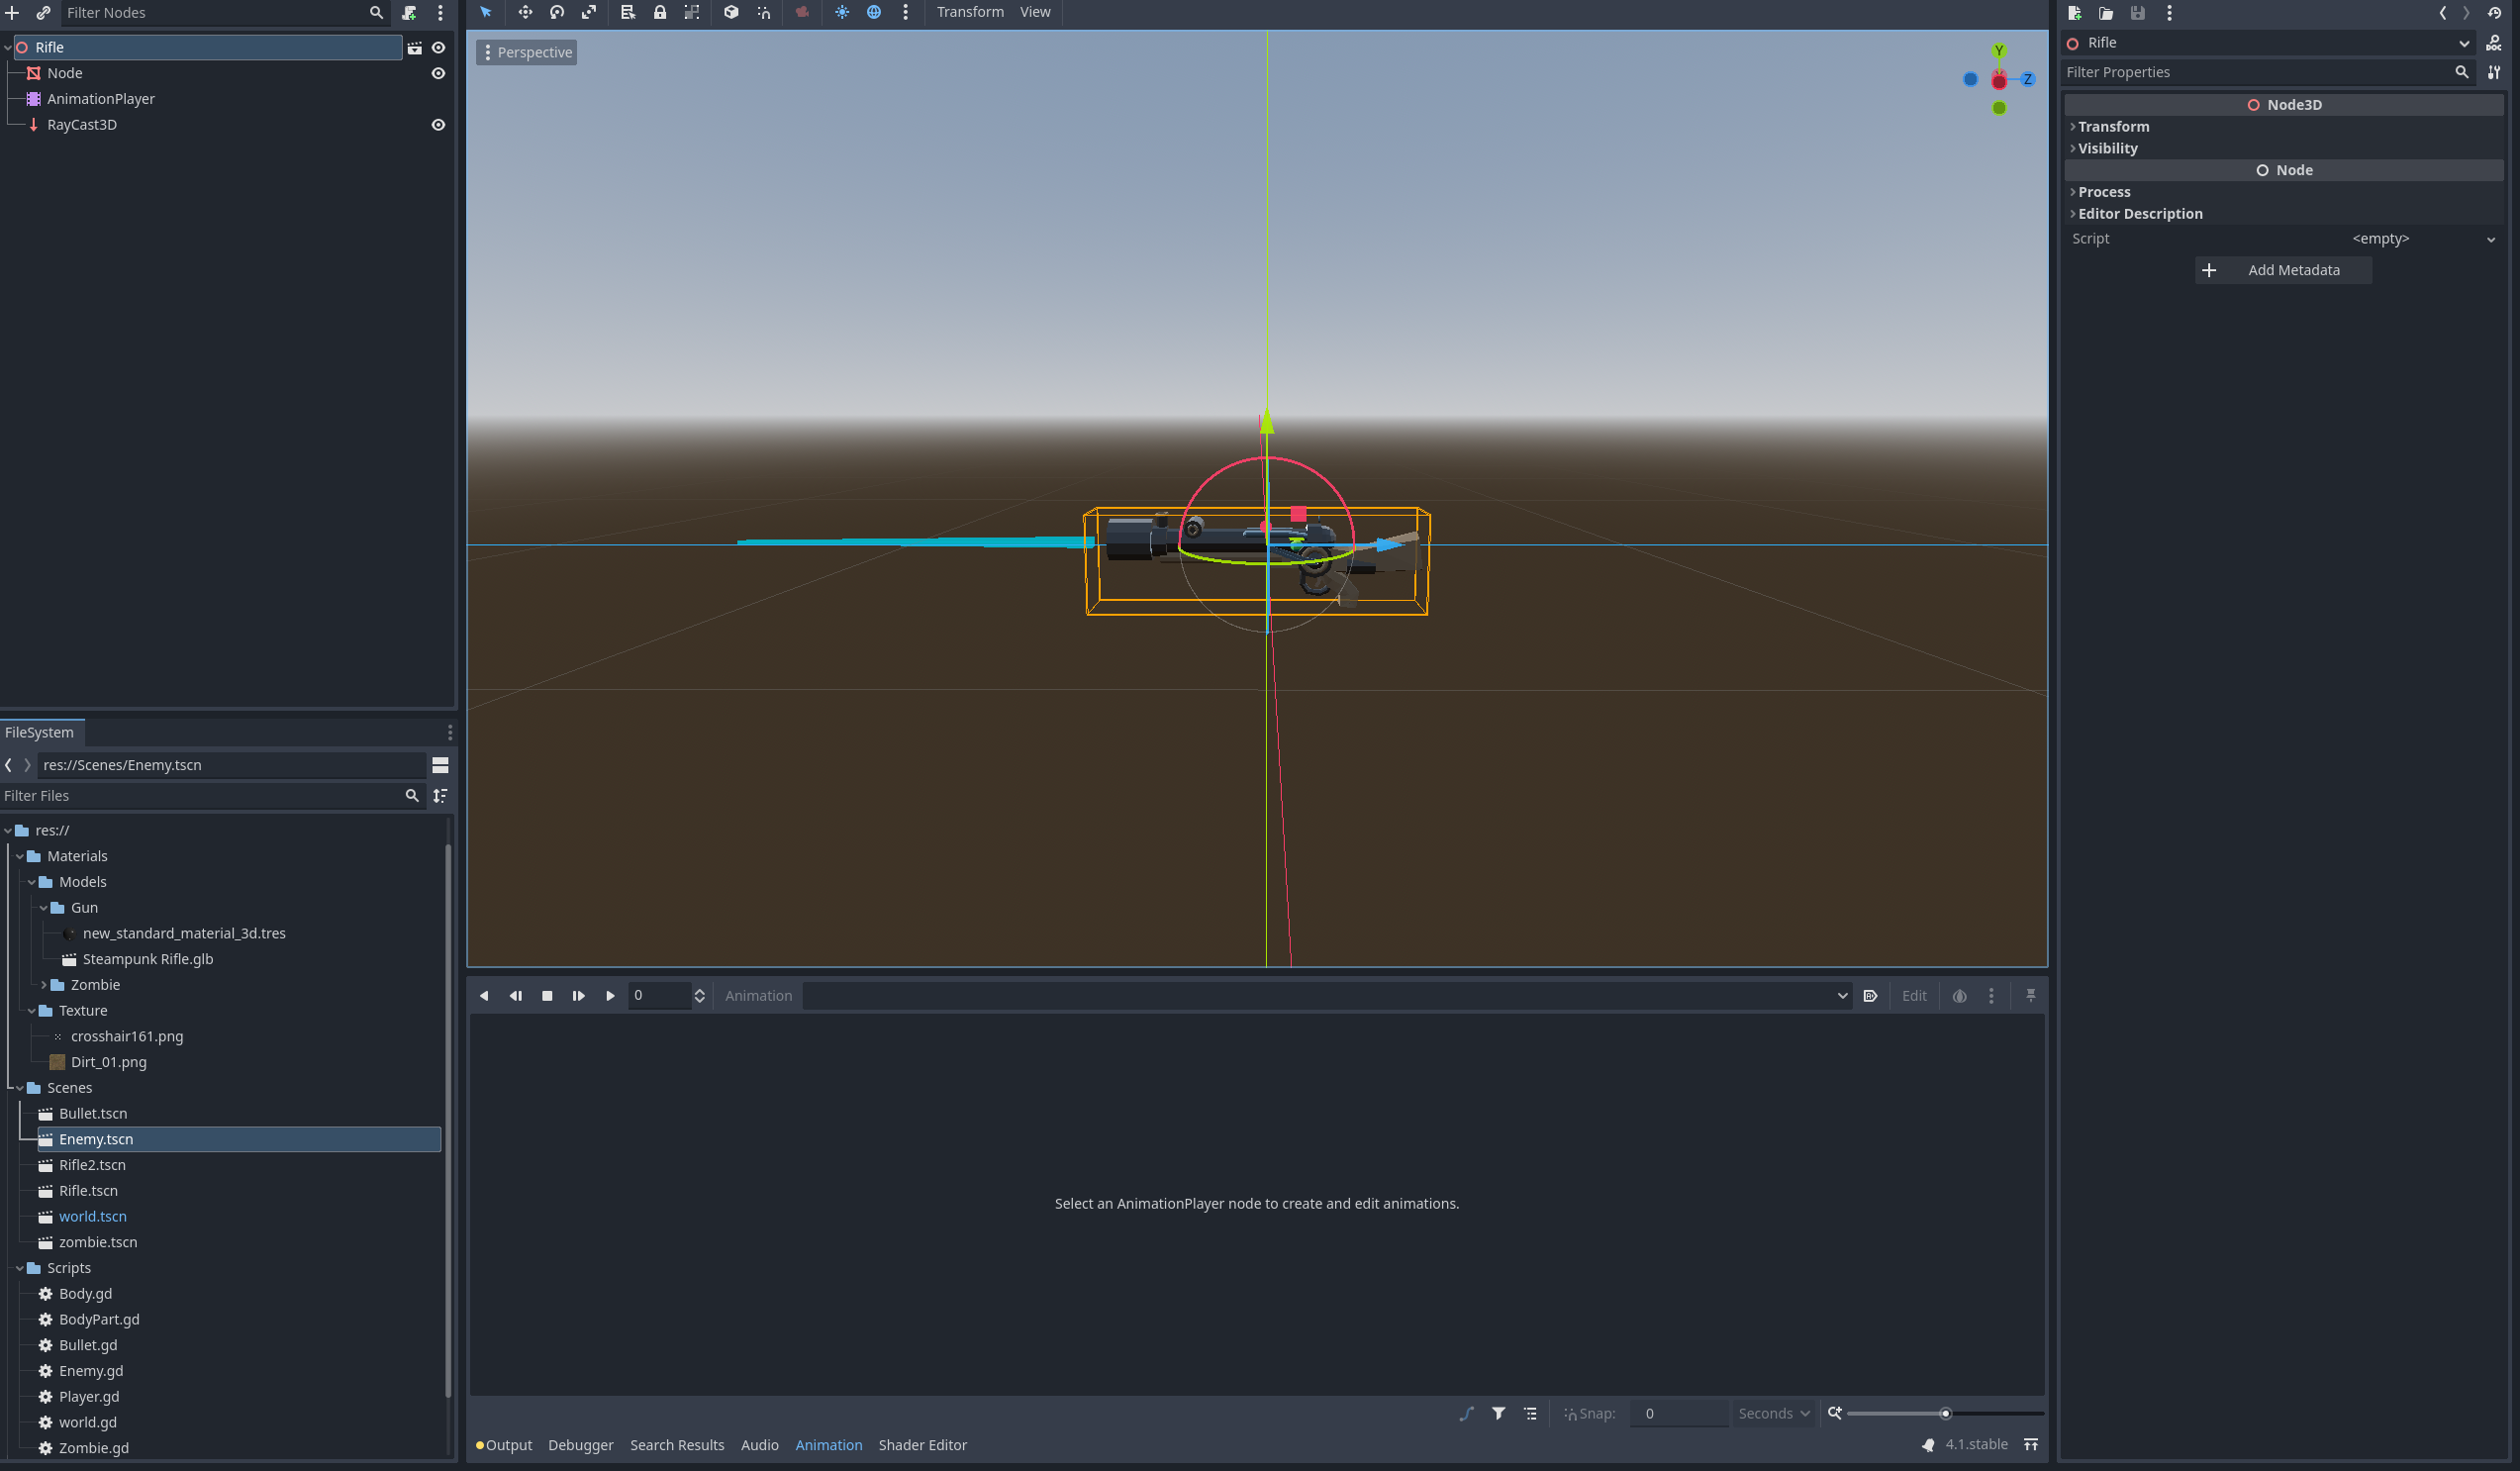 Filter Nodes
Rifle
Node
AnimationPlayer
RayCast3D
FileSystem
res://Scenes/Enemy.tscn
Filter Files
res://
Materials
Models
Gun
new_standard_material_3d.tres
Steampunk Rifle.glb
Zombie
Texture
crosshair161.png
Dirt_01.png
Scenes
Bullet.tscn
Enemy.tscn
Rifle2.tscn
Rifle.tscn
world.tscn
zombie.tscn
Scripts
Body.gd
BodyPart.gd
Bullet.gd
Enemy.gd
Player.gd
world.gd
Zombie.gd
Transform View
Perspective
Y
Z
0 Animation Edit
Select an AnimationPlayer node to create and edit animations.
Snap: 0 Seconds
Output Debugger Search Results Audio Animation Shader Editor 4.1.stable
Rifle
Filter Properties
Node3D
Transform
Visibility
Node
Process
Editor Description
Script <empty>
Add Metadata